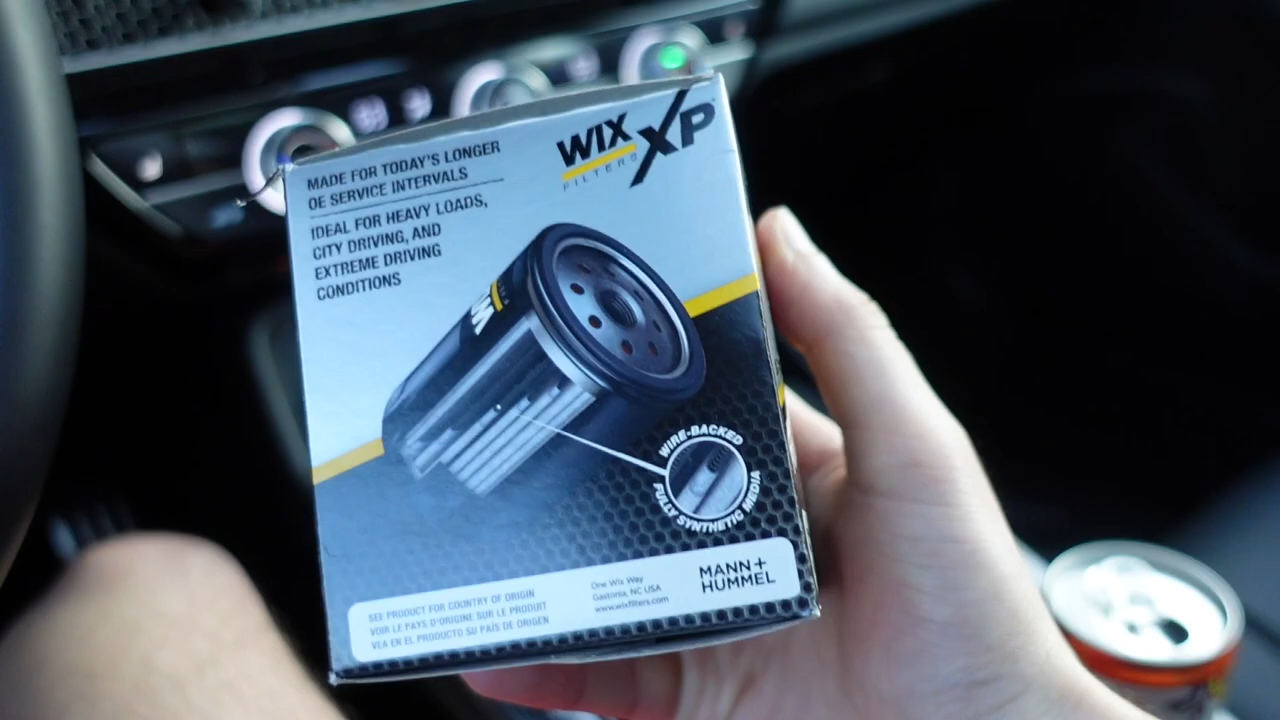 MADE FOR TODAY'S LONGER
OE SERVICE INTERVALS
IDEAL FOR HEAVY LOADS,
CITY DRIVING, AND
EXTREME DRIVING
CONDITIONS
WIX XP
FILTERS
WIRE-BACKED
FULLY SYNTHETIC MEDIA
SEE PRODUCT FOR COUNTRY OF ORIGIN
VOIR LE PAYS D'ORIGINE SUR LE PRODUIT
VEA EN EL PRODUCTO SU PAÍS DE ORIGEN
One Wix Way
Gastonia, NC USA
www.wixfilters.com
MANN+
HUMMEL